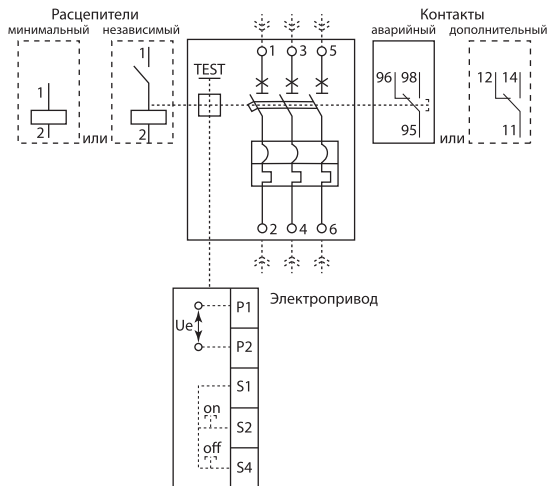 Расцепители
минимальный независимый
Контакты
аварийный дополнительный
1 3 5
TEST
1
1
2
или
2
96 98
95
или
12 14
11
2 4 6
Электропривод
P1
Ue
P2
S1
on
S2
off
S4